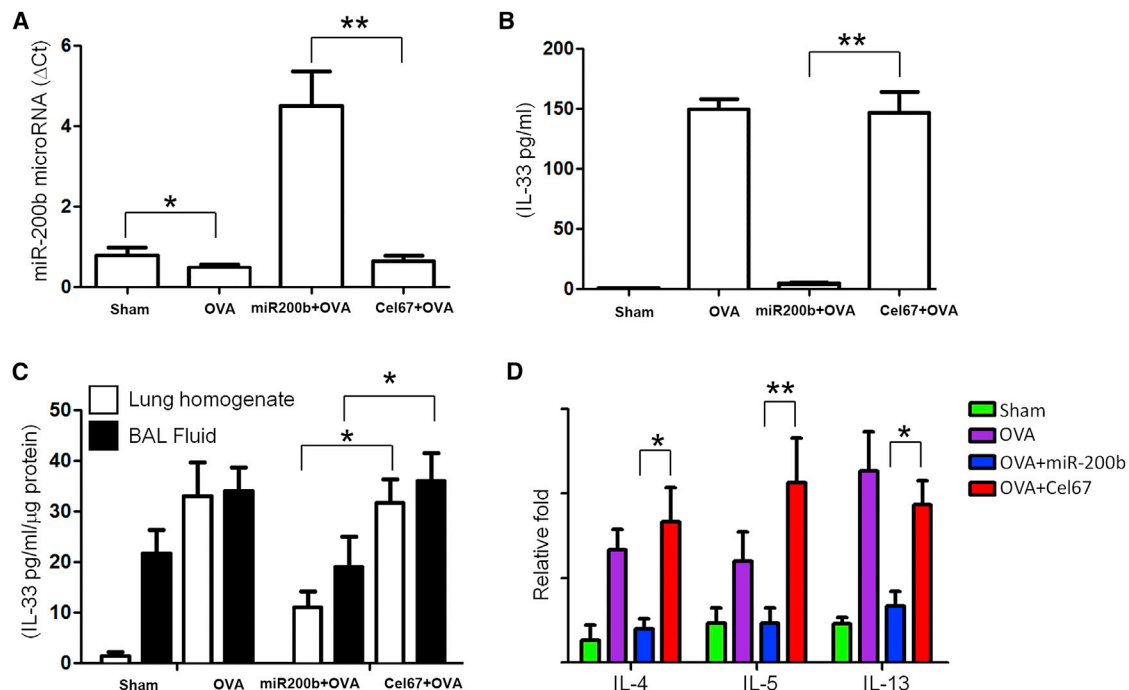 A
miR-200b microRNA (ΔCt)
6
4
2
0
*
**
Sham OVA miR200b+OVA Cel67+OVA
B
(IL-33 pg/ml)
200
150
100
50
0
**
Sham OVA miR200b+OVA Cel67+OVA
C
Lung homogenate
BAL Fluid
(IL-33 pg/ml/μg protein)
50
40
30
20
10
0
*
*
Sham OVA miR200b+OVA Cel67+OVA
D
Relative fold
*
**
*
IL-4 IL-5 IL-13
Sham
OVA
OVA+miR-200b
OVA+Cel67